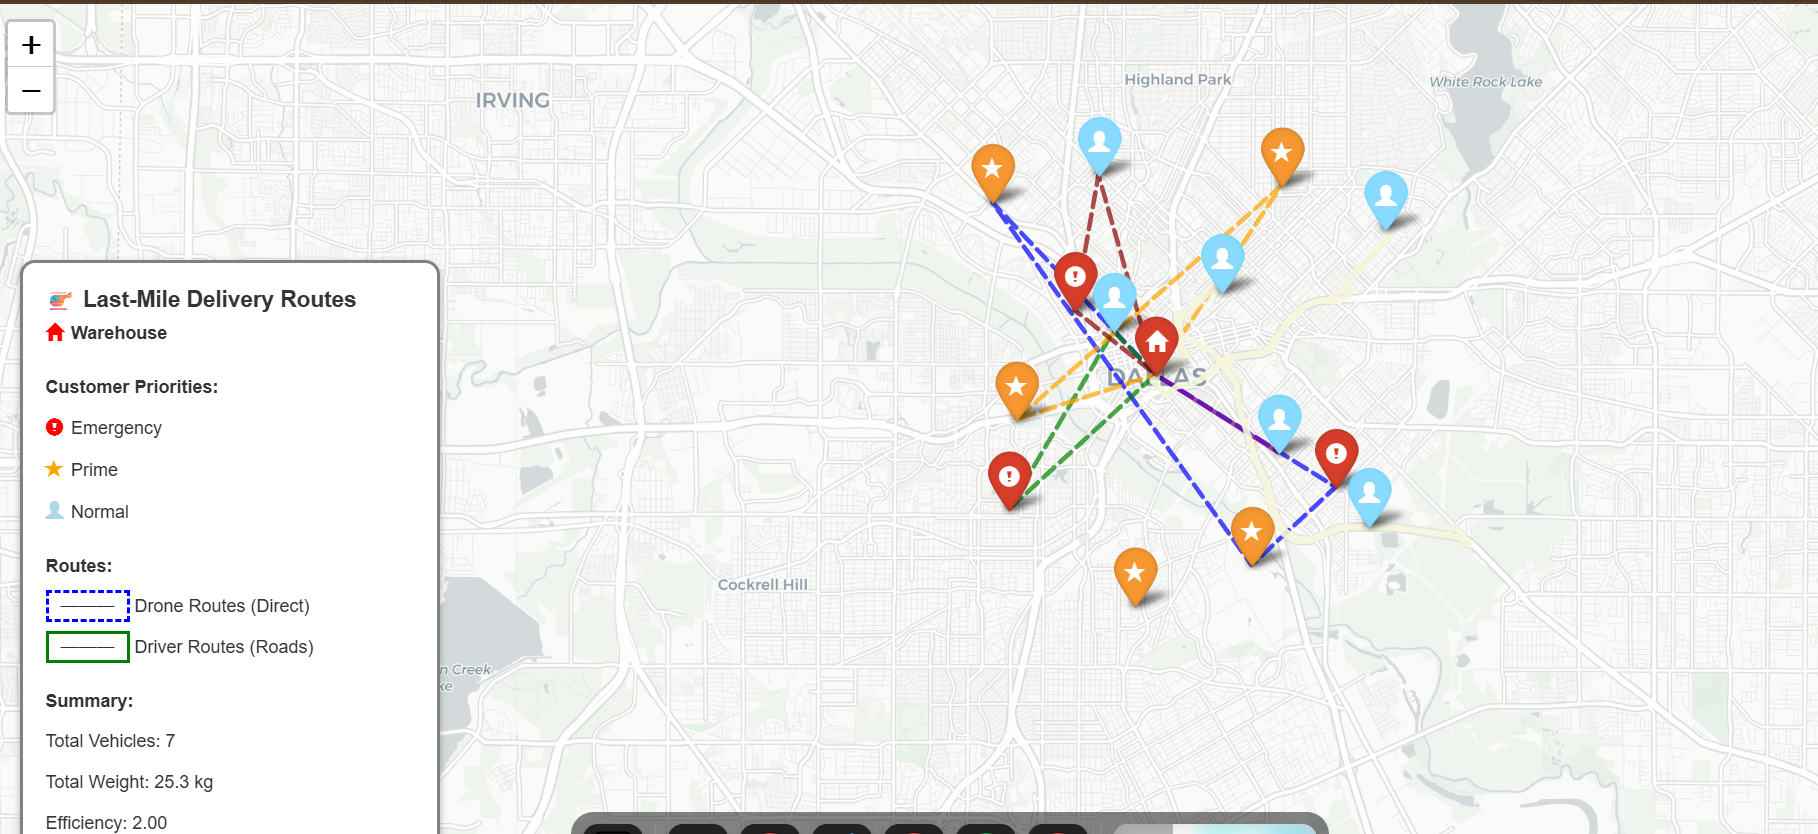 +
−
IRVING
Highland Park
White Rock Lake
DALLAS
Cockrell Hill
n Creek
ke
Last-Mile Delivery Routes
Warehouse
Customer Priorities:
Emergency
Prime
Normal
Routes:
Drone Routes (Direct)
Driver Routes (Roads)
Summary:
Total Vehicles: 7
Total Weight: 25.3 kg
Efficiency: 2.00